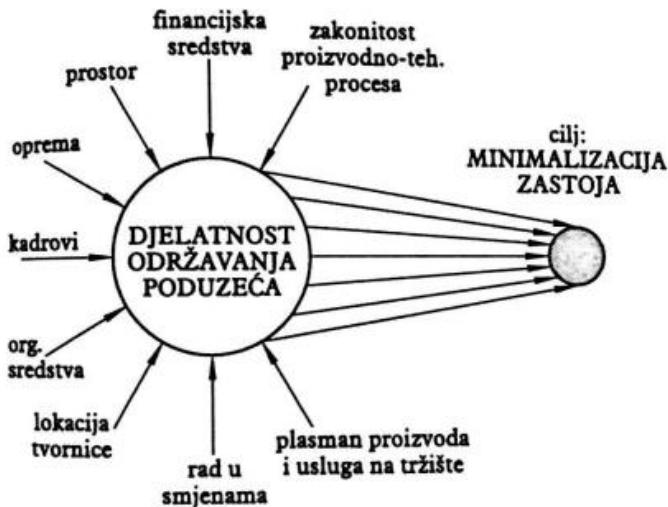 financijska
sredstva
zakonitost
proizvodno-teh.
procesa
prostor
oprema
kadrovi
org.
sredstva
lokacija
tvornice
rad u
smjenama
plasman proizvoda
i usluga na tržište
DJELATNOST
ODRŽAVANJA
PODUZEĆA
cilj:
MINIMALIZACIJA
ZASTOJA